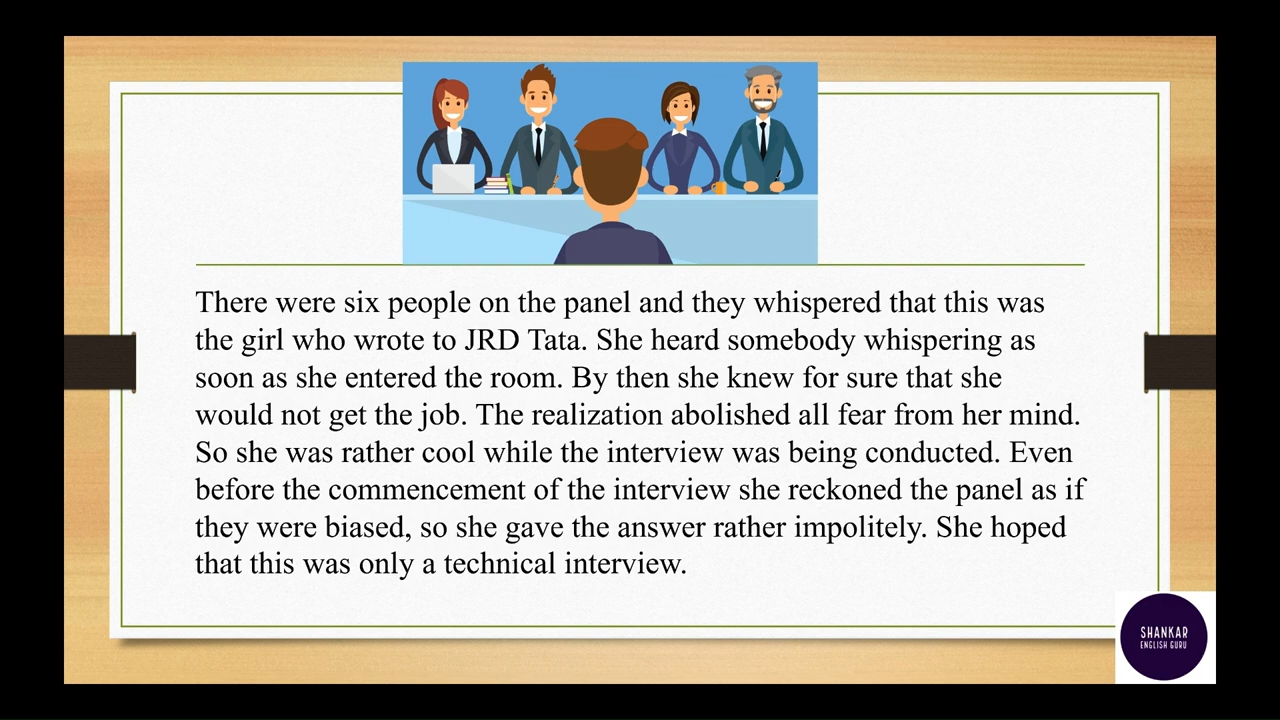 There were six people on the panel and they whispered that this was
the girl who wrote to JRD Tata. She heard somebody whispering as
soon as she entered the room. By then she knew for sure that she
would not get the job. The realization abolished all fear from her mind.
So she was rather cool while the interview was being conducted. Even
before the commencement of the interview she reckoned the panel as if
they were biased, so she gave the answer rather impolitely. She hoped
that this was only a technical interview.
SHANKAR
ENGLISH GURU